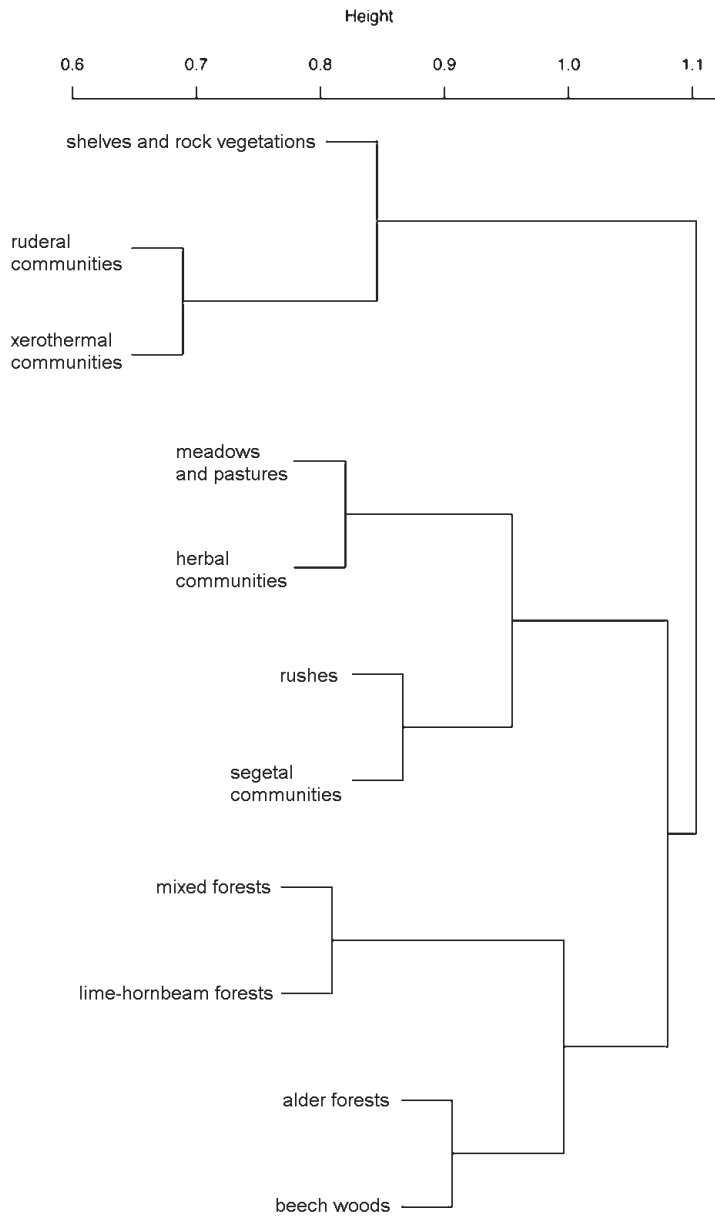 Height
0.6 0.7 0.8 0.9 1.0 1.1
shelves and rock vegetations
ruderal
communities
xerothermal
communities
meadows
and pastures
herbal
communities
rushes
segetal
communities
mixed forests
lime-hornbeam forests
alder forests
beech woods